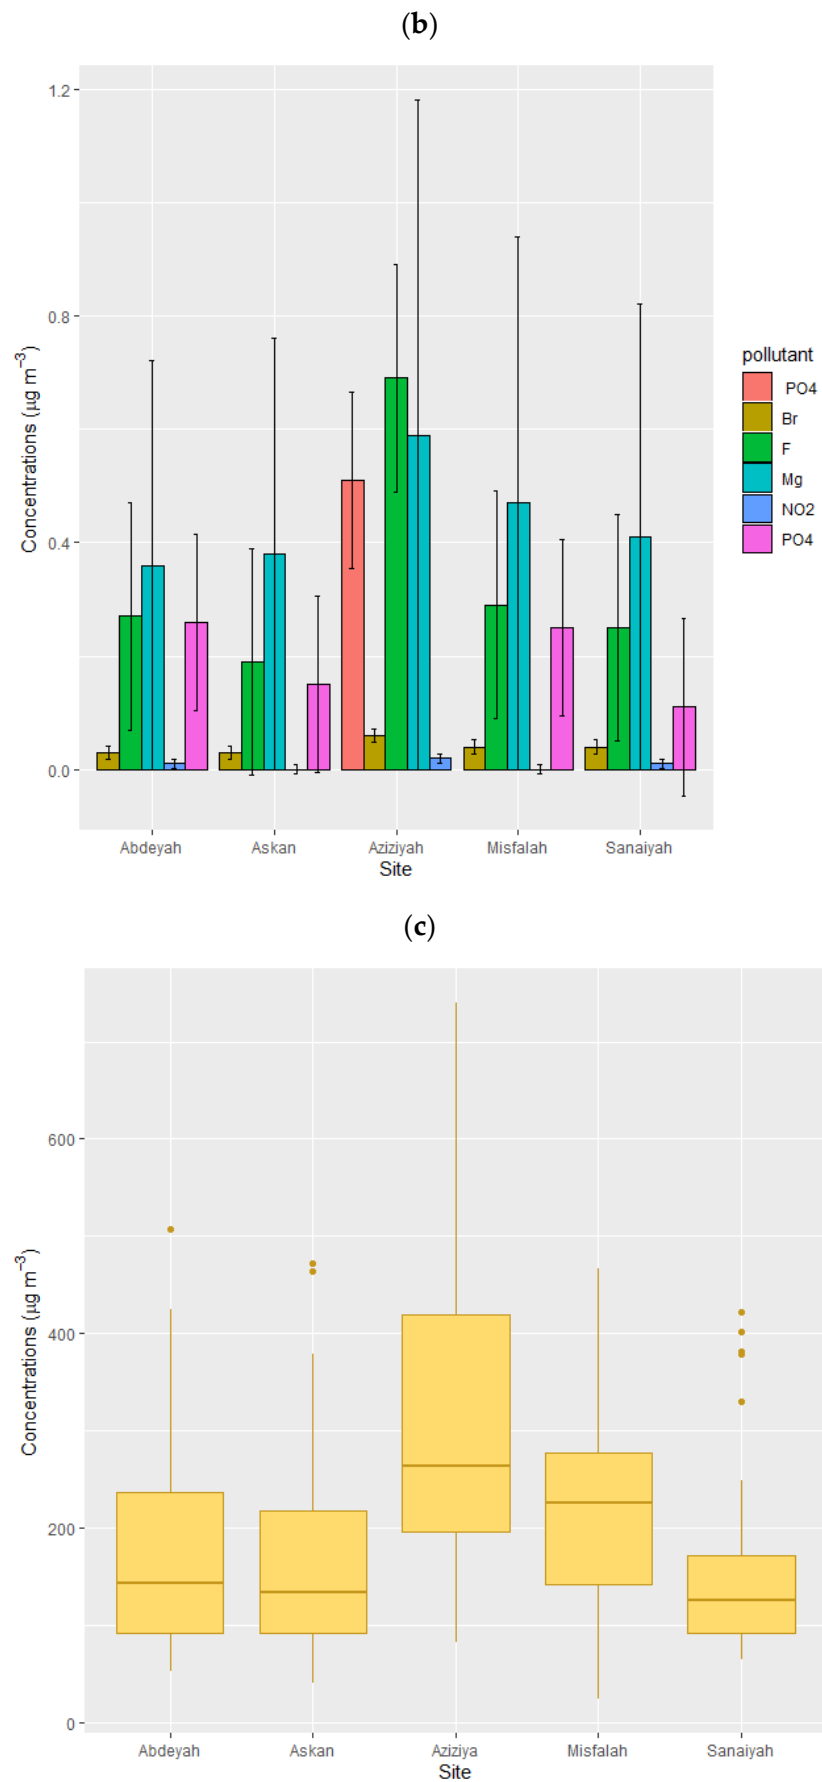 (b)
1.2
0.8
0.4
0.0
Concentrations (μg m⁻³)
Abdeyah Askan Aziziyah Misfalah Sanaiyah
Site
pollutant
PO4
Br
F
Mg
NO2
PO4
(c)
600
400
200
0
Concentrations (μg m⁻³)
Abdeyah Askan Aziziya Misfalah Sanaiyah
Site